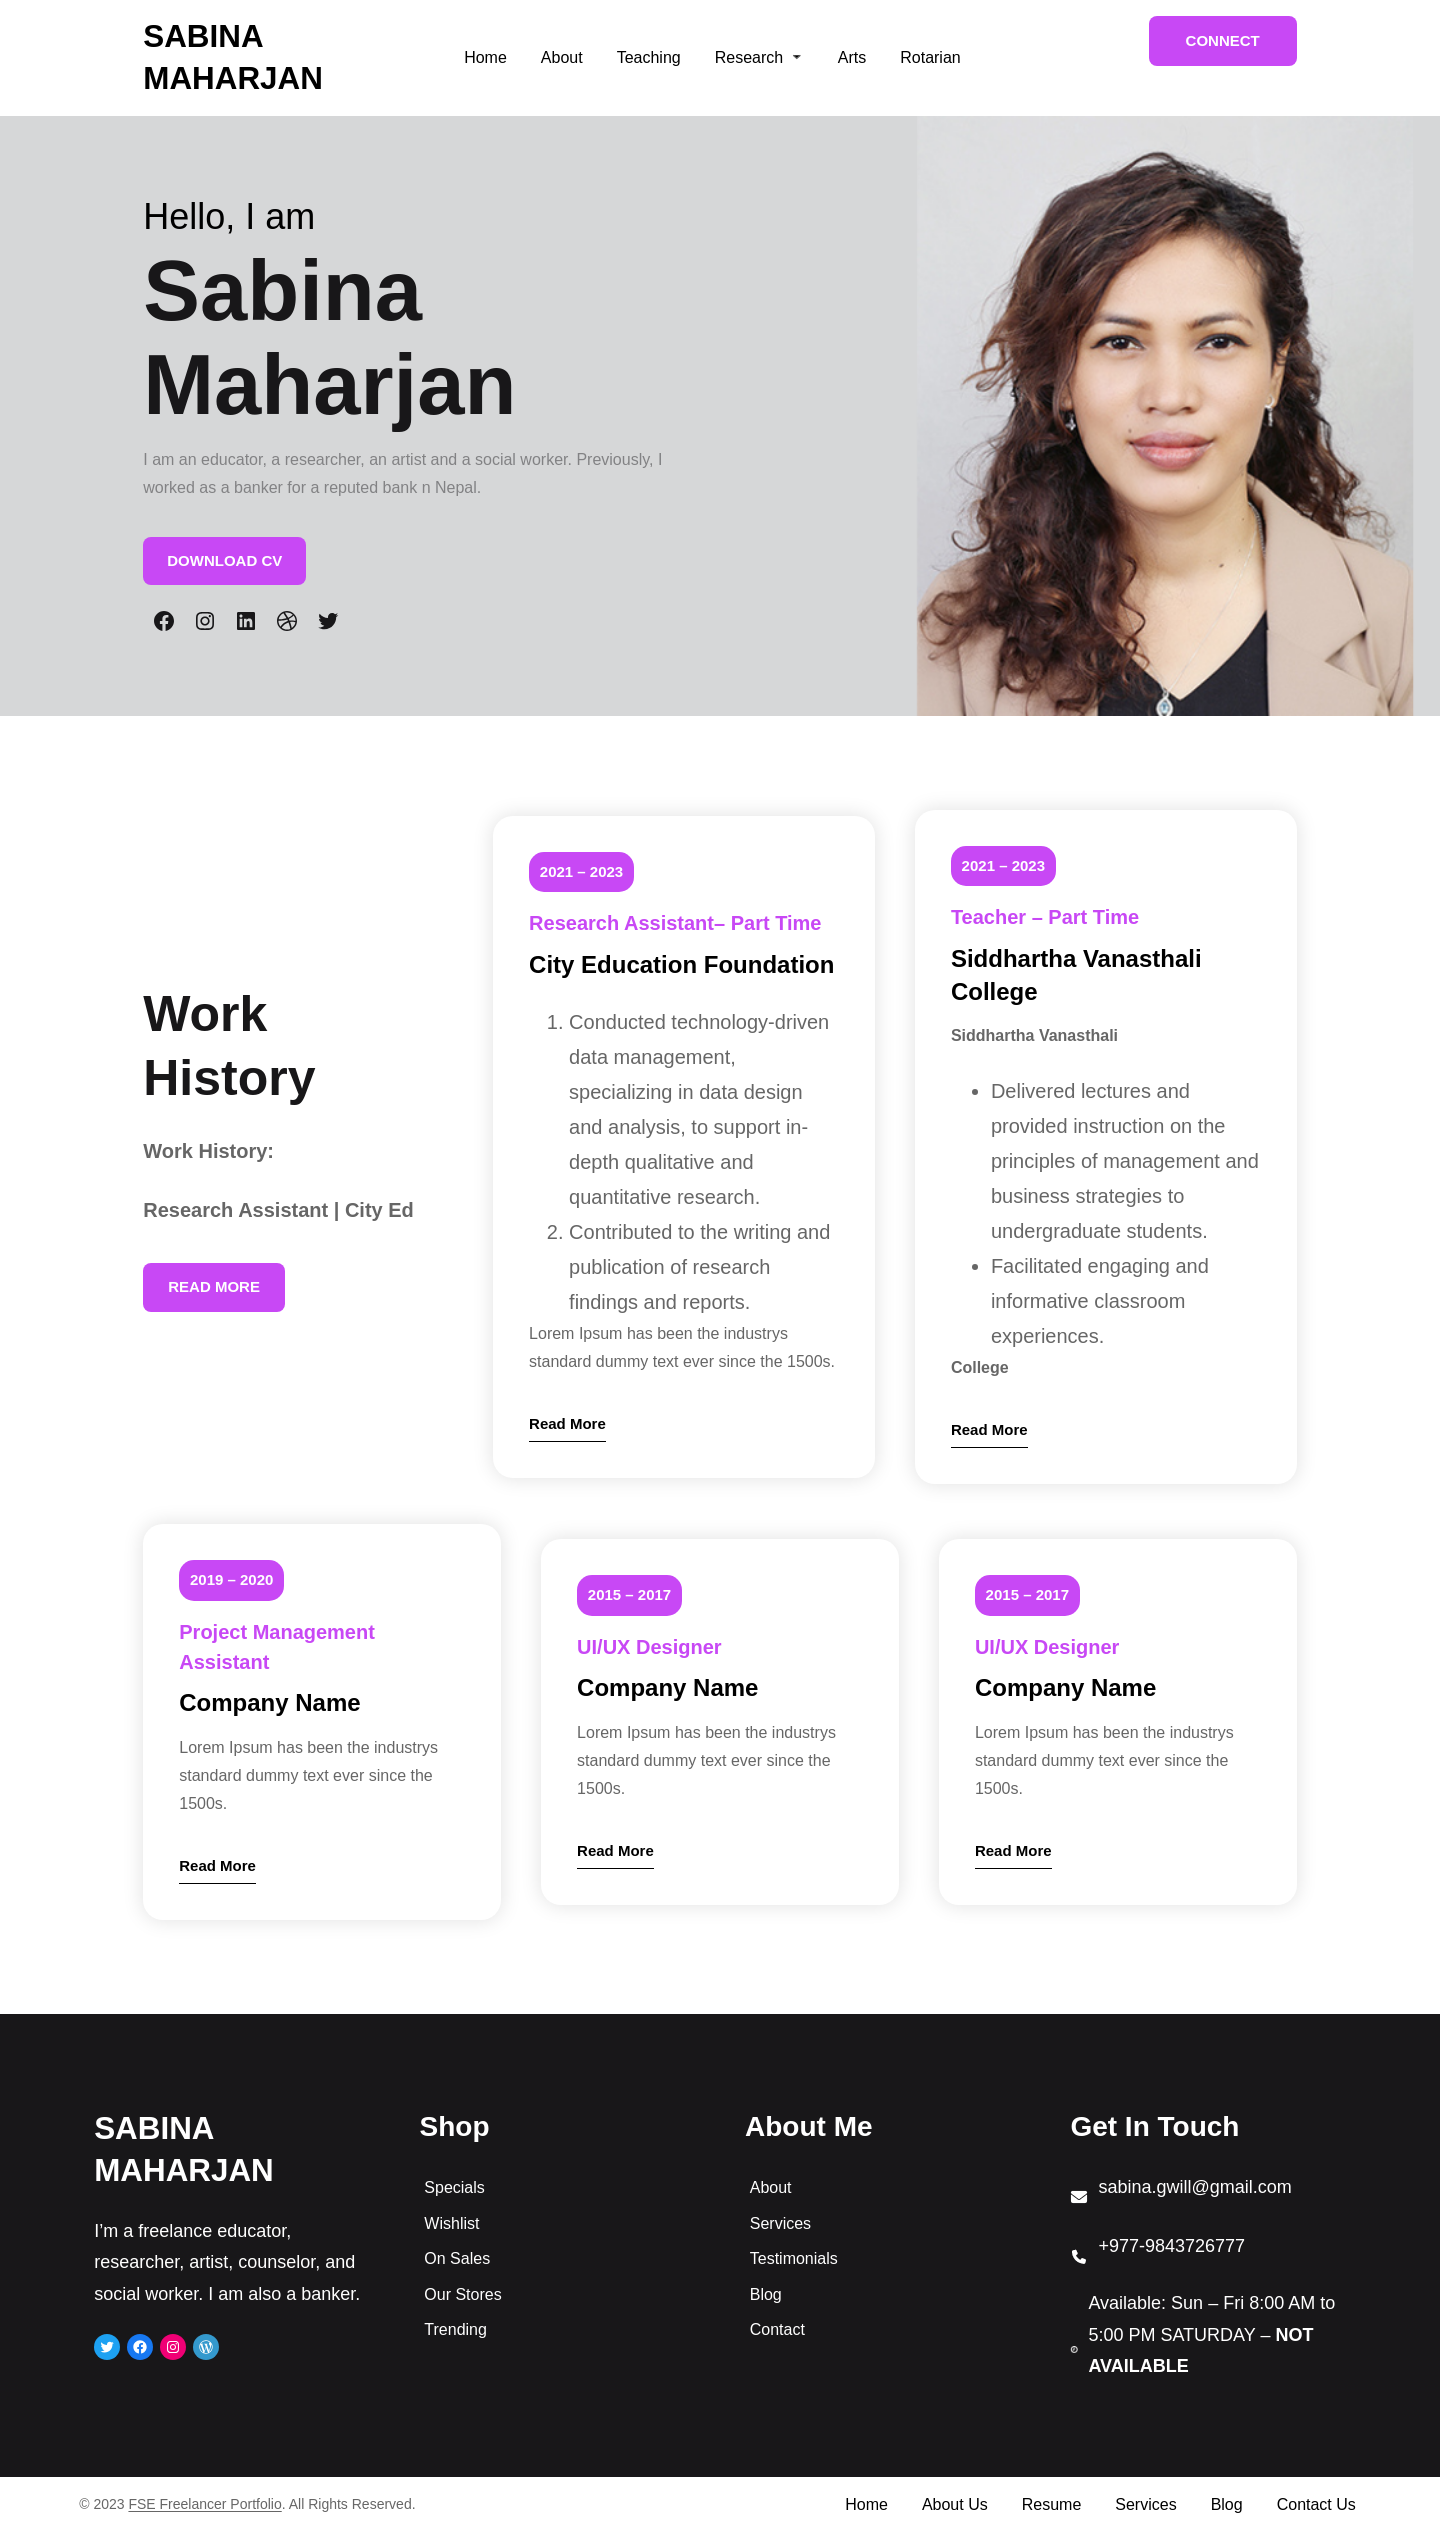 SABINA
MAHARJAN
Home About Teaching Research Arts Rotarian
CONNECT
Hello, I am
Sabina
Maharjan
I am an educator, a researcher, an artist and a social worker. Previously, I
worked as a banker for a reputed bank n Nepal.
DOWNLOAD CV
Work
History
Work History:
Research Assistant | City Ed
READ MORE
2021 – 2023
Research Assistant– Part Time
City Education Foundation
1. Conducted technology-driven
data management,
specializing in data design
and analysis, to support in-
depth qualitative and
quantitative research.
2. Contributed to the writing and
publication of research
findings and reports.
Lorem Ipsum has been the industrys
standard dummy text ever since the 1500s.
Read More
2021 – 2023
Teacher – Part Time
Siddhartha Vanasthali
College
Siddhartha Vanasthali
• Delivered lectures and
provided instruction on the
principles of management and
business strategies to
undergraduate students.
• Facilitated engaging and
informative classroom
experiences.
College
Read More
2019 – 2020
Project Management
Assistant
Company Name
Lorem Ipsum has been the industrys
standard dummy text ever since the
1500s.
Read More
2015 – 2017
UI/UX Designer
Company Name
Lorem Ipsum has been the industrys
standard dummy text ever since the
1500s.
Read More
2015 – 2017
UI/UX Designer
Company Name
Lorem Ipsum has been the industrys
standard dummy text ever since the
1500s.
Read More
SABINA
MAHARJAN
I’m a freelance educator,
researcher, artist, counselor, and
social worker. I am also a banker.
Shop
Specials
Wishlist
On Sales
Our Stores
Trending
About Me
About
Services
Testimonials
Blog
Contact
Get In Touch
sabina.gwill@gmail.com
+977-9843726777
Available: Sun – Fri 8:00 AM to
5:00 PM SATURDAY – NOT
AVAILABLE
© 2023 FSE Freelancer Portfolio. All Rights Reserved.
Home About Us Resume Services Blog Contact Us